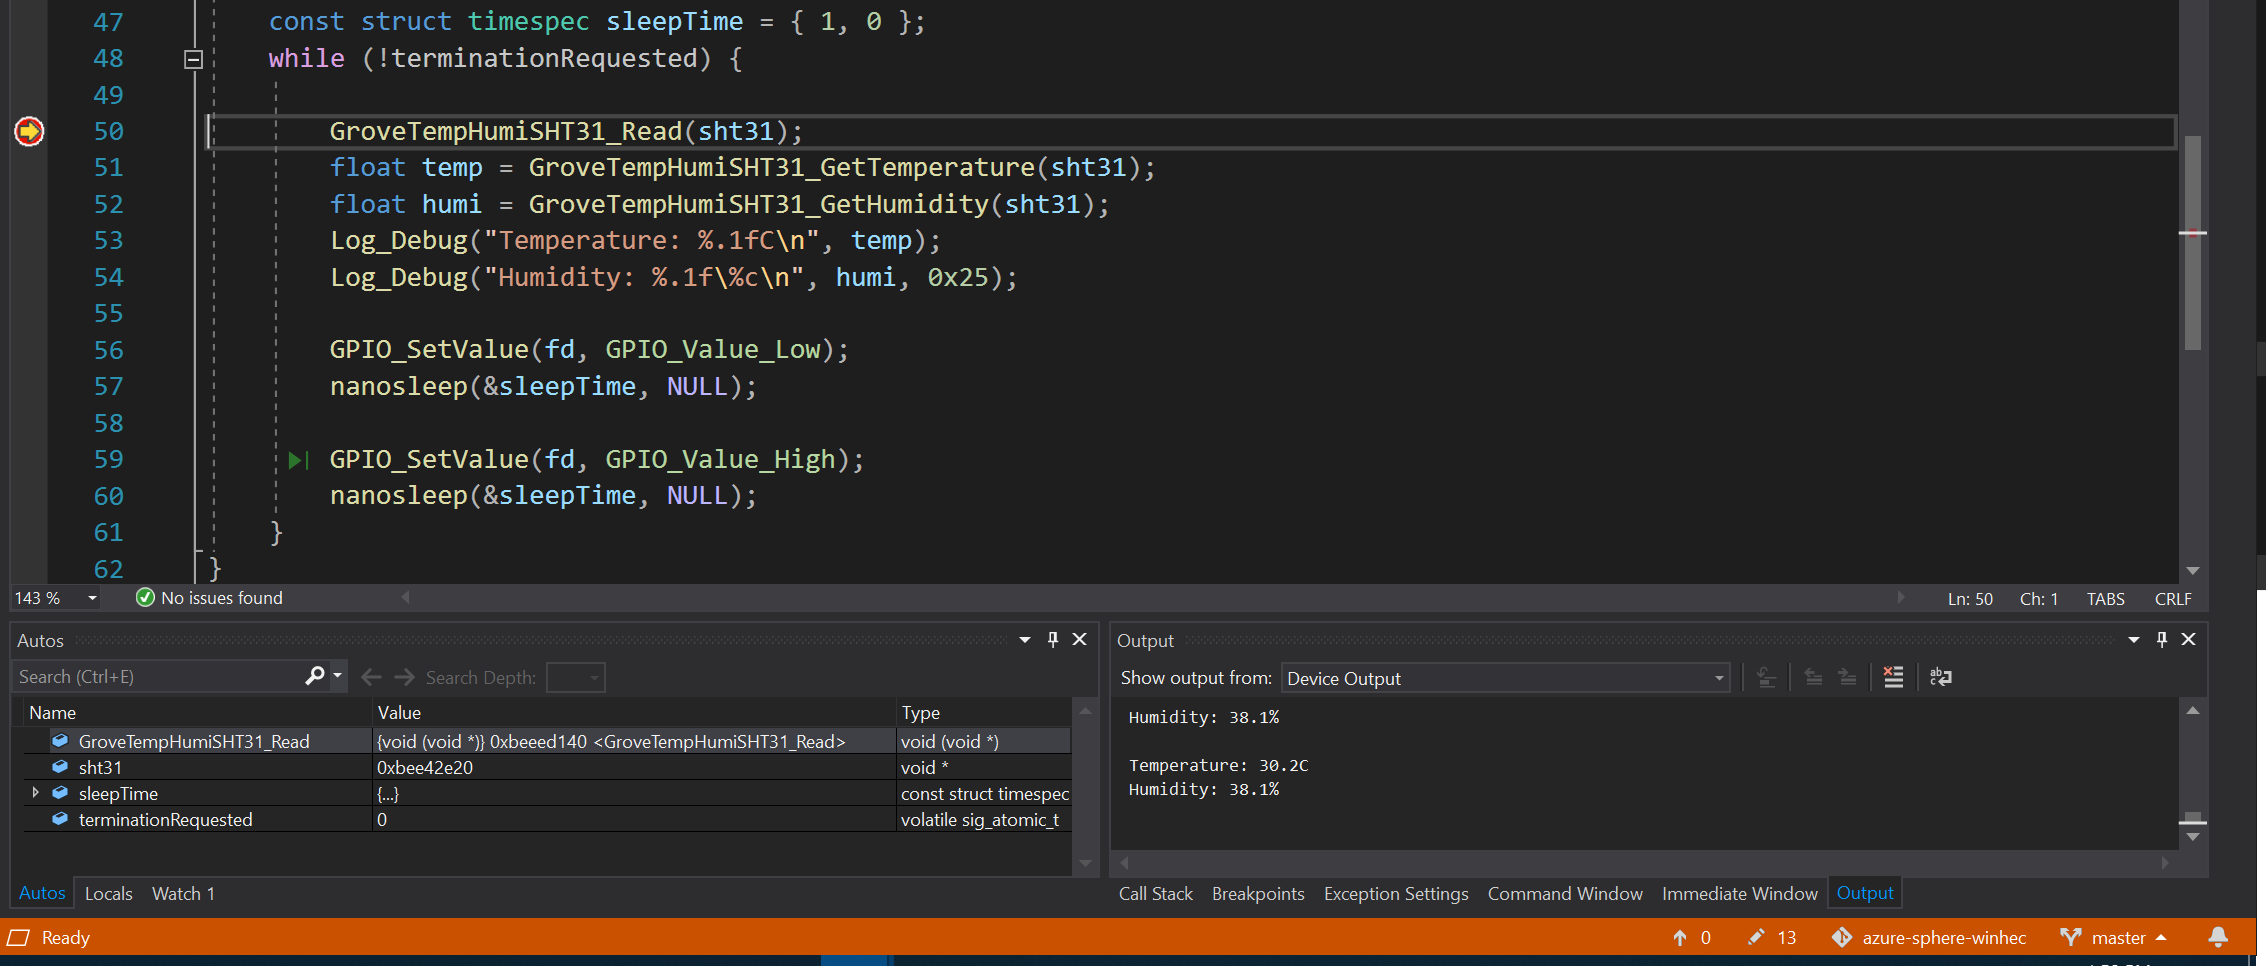 47 const struct timespec sleepTime = { 1, 0 };
48 while (!terminationRequested) {
49
50 GroveTempHumiSHT31_Read(sht31);
51 float temp = GroveTempHumiSHT31_GetTemperature(sht31);
52 float humi = GroveTempHumiSHT31_GetHumidity(sht31);
53 Log_Debug("Temperature: %.1fC\n", temp);
54 Log_Debug("Humidity: %.1f\%c\n", humi, 0x25);
55
56 GPIO_SetValue(fd, GPIO_Value_Low);
57 nanosleep(&sleepTime, NULL);
58
59 GPIO_SetValue(fd, GPIO_Value_High);
60 nanosleep(&sleepTime, NULL);
61 }
62 }
143 % No issues found Ln: 50 Ch: 1 TABS CRLF
Autos
Search (Ctrl+E) Search Depth:
Name Value Type
GroveTempHumiSHT31_Read {void (void *)} 0xbeeed140 <GroveTempHumiSHT31_Read> void (void *)
sht31 0xbee42e20 void *
sleepTime {...} const struct timespec
terminationRequested 0 volatile sig_atomic_t
Autos Locals Watch 1
Output
Show output from: Device Output
Humidity: 38.1%
Temperature: 30.2C
Humidity: 38.1%
Call Stack Breakpoints Exception Settings Command Window Immediate Window Output
Ready 0 13 azure-sphere-winhec master